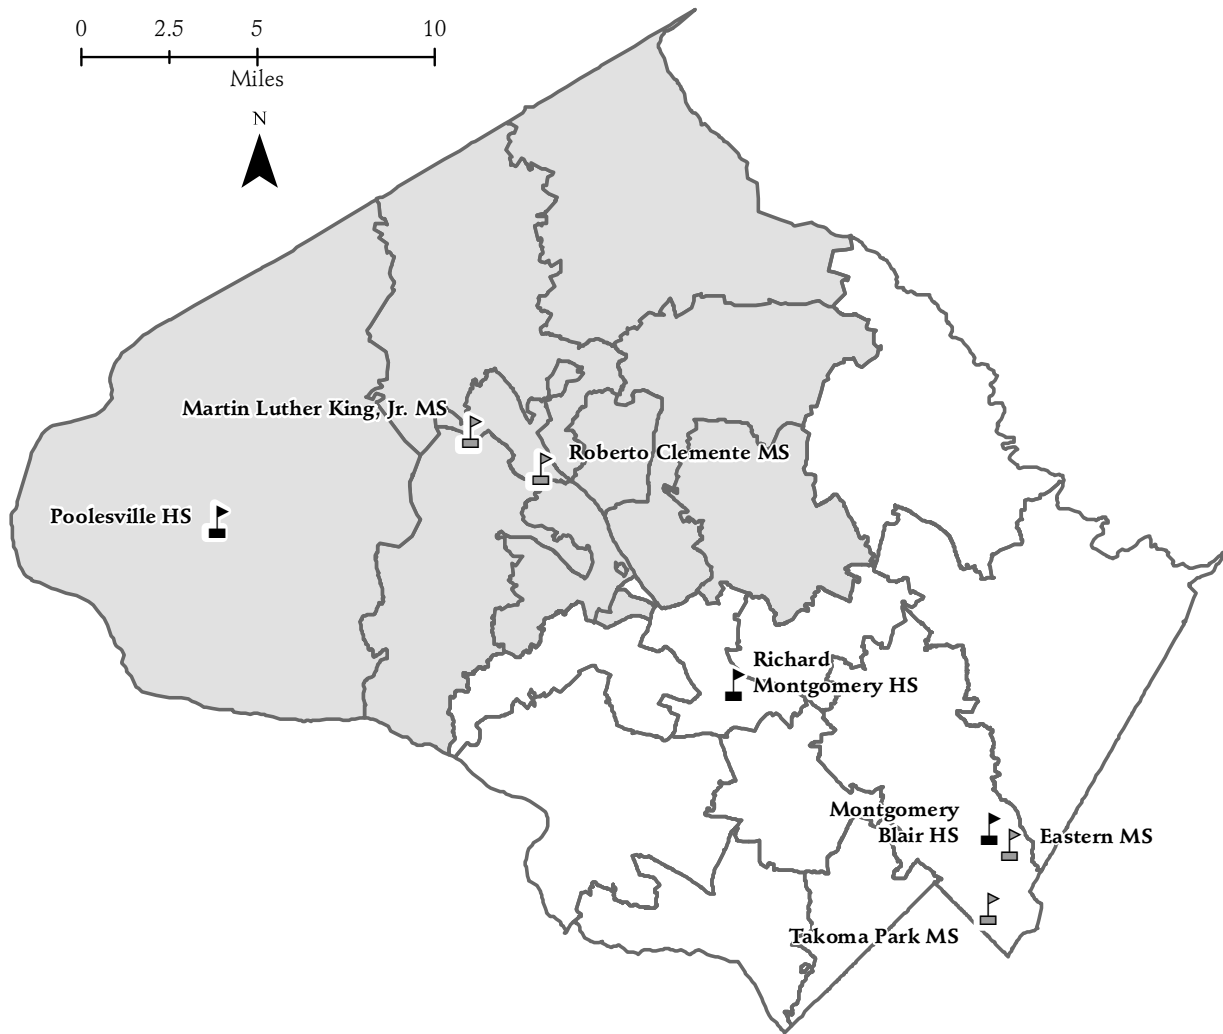 0 2.5 5 10
Miles
N
Martin Luther King, Jr. MS
Roberto Clemente MS
Poolesville HS
Richard
Montgomery HS
Montgomery
Blair HS
Eastern MS
Takoma Park MS